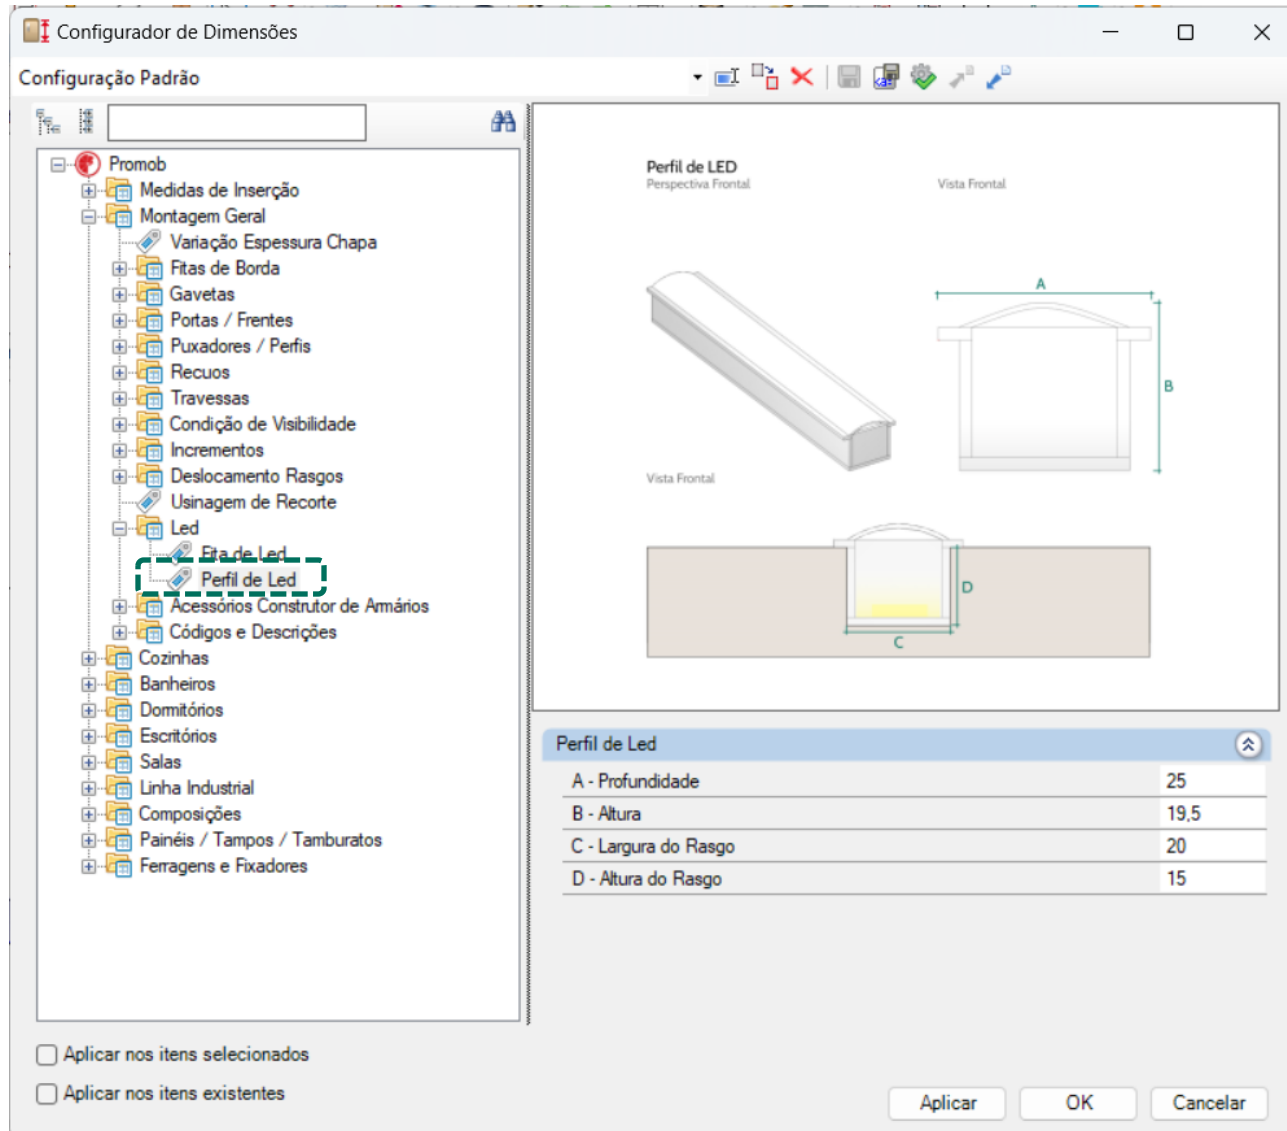 Configurador de Dimensões
Configuração Padrão
Promob
Medidas de Inserção
Montagem Geral
Variação Espessura Chapa
Fitas de Borda
Gavetas
Portas / Frentes
Puxadores / Perfis
Recuos
Travessas
Condição de Visibilidade
Incrementos
Deslocamento Rasgos
Usinagem de Recorte
Led
Fita de Led
Perfil de Led
Acessórios Construtor de Armários
Códigos e Descrições
Cozinhas
Banheiros
Dormitórios
Escritórios
Salas
Linha Industrial
Composições
Painéis / Tampos / Tamburatos
Ferragens e Fixadores
Perfil de LED
Perspectiva Frontal
Vista Frontal
A
B
Vista Frontal
D
C
Perfil de Led
A - Profundidade 25
B - Altura 19,5
C - Largura do Rasgo 20
D - Altura do Rasgo 15
Aplicar nos itens selecionados
Aplicar nos itens existentes
Aplicar
OK
Cancelar